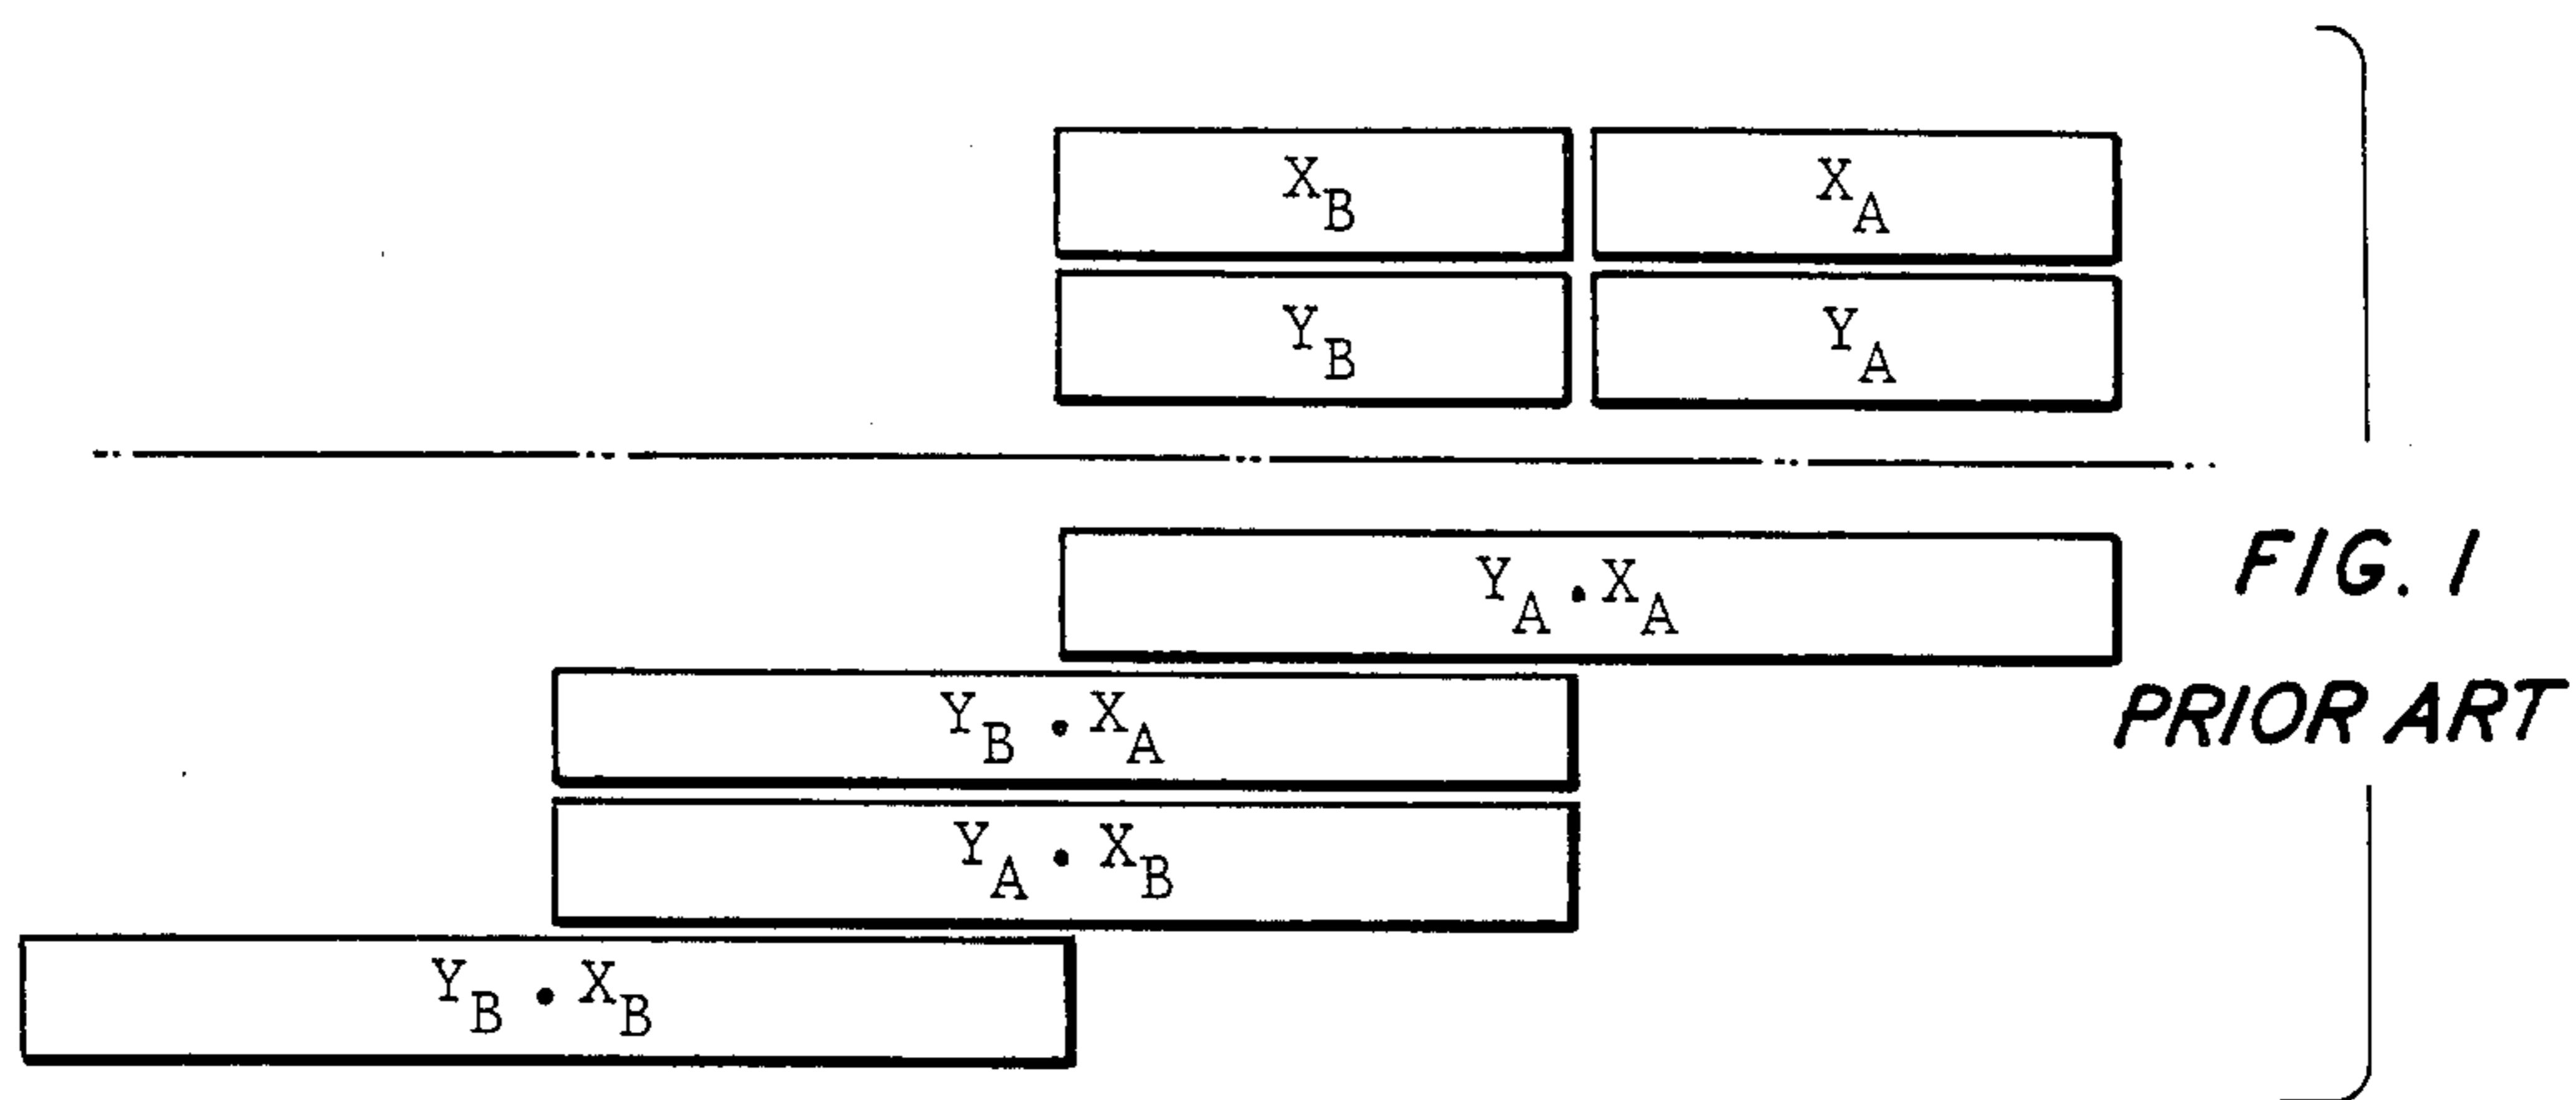 X_B X_A
Y_B Y_A
Y_A · X_A
FIG. 1
Y_B · X_A
PRIOR ART
Y_A · X_B
Y_B · X_B